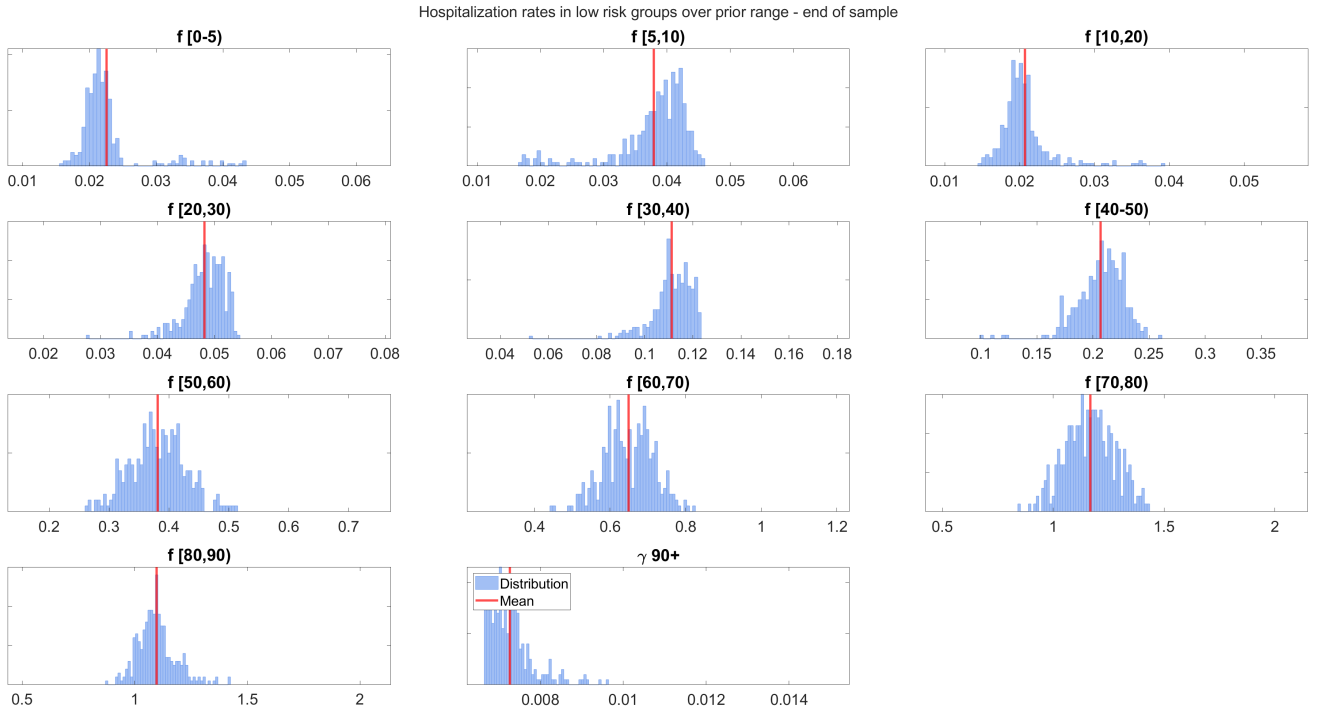 Hospitalization rates in low risk groups over prior range - end of sample
f [0-5)
f [5,10)
f [10,20)
0.01 0.02 0.03 0.04 0.05 0.06
0.01 0.02 0.03 0.04 0.05 0.06
0.01 0.02 0.03 0.04 0.05
f [20,30)
f [30,40)
f [40-50)
0.02 0.03 0.04 0.05 0.06 0.07 0.08
0.04 0.06 0.08 0.1 0.12 0.14 0.16 0.18
0.1 0.15 0.2 0.25 0.3 0.35
f [50,60)
f [60,70)
f [70,80)
0.2 0.3 0.4 0.5 0.6 0.7
0.4 0.6 0.8 1 1.2
0.5 1 1.5 2
f [80,90)
γ 90+
Distribution
Mean
0.5 1 1.5 2
0.008 0.01 0.012 0.014